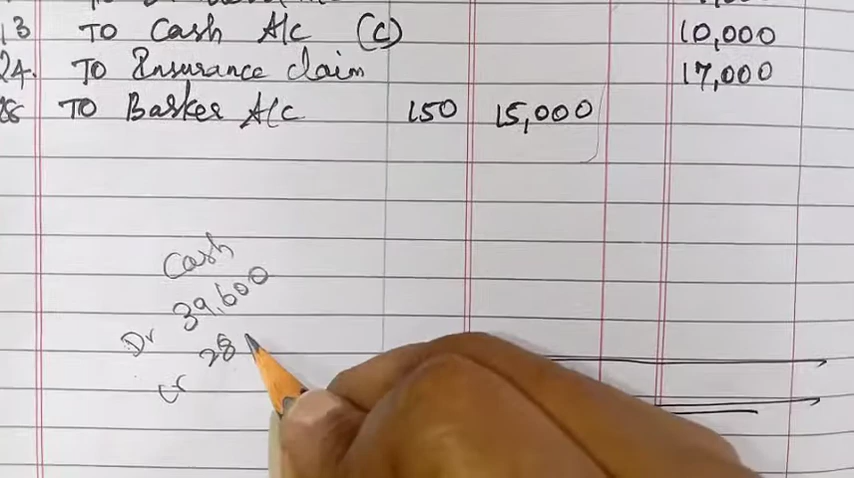 13 To Cash A/c (C) 10,000
24. To Insurance claim 17,000
To Basker A/c 150 15,000
Cash
Dr 39,600
Cr 28